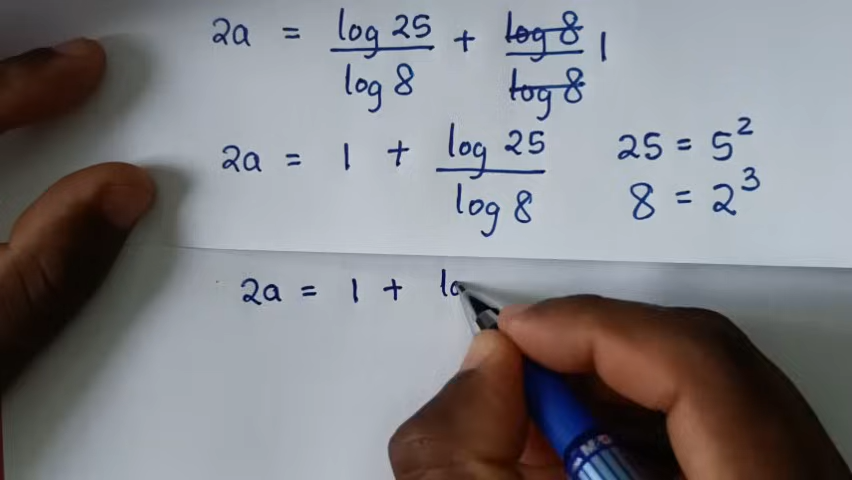 2a = log 25 / log 8 + log 8 / log 8 1
2a = 1 + log 25 / log 8 25 = 5²
8 = 2³
2a = 1 + lo